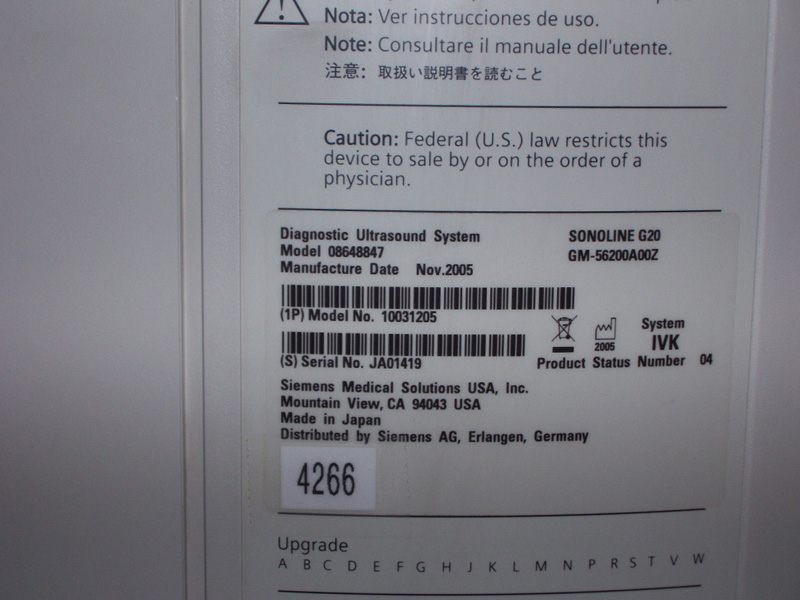 Nota: Ver instrucciones de uso.
Note: Consultare il manuale dell'utente.
注意: 取扱い説明書を読むこと
Caution: Federal (U.S.) law restricts this
device to sale by or on the order of a
physician.
Diagnostic Ultrasound System SONOLINE G20
Model 08648847 GM-56200A00Z
Manufacture Date Nov.2005
(1P) Model No. 10031205
System
2005 IVK
(S) Serial No. JA01419 Product Status Number 04
Siemens Medical Solutions USA, Inc.
Mountain View, CA 94043 USA
Made in Japan
Distributed by Siemens AG, Erlangen, Germany
4266
Upgrade
A B C D E F G H J K L M N P R S T V W